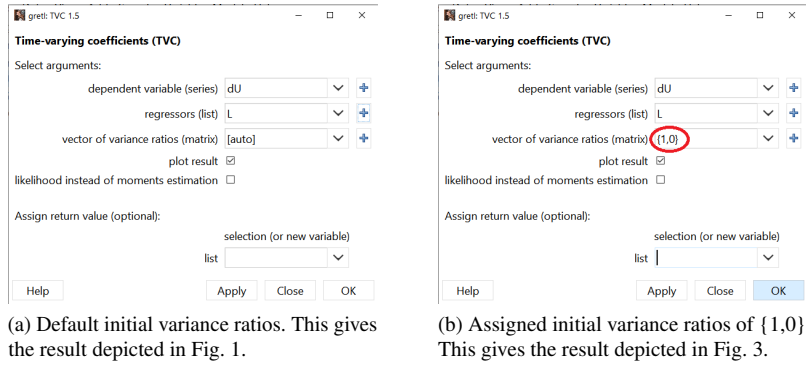 gretl: TVC 1.5
Time-varying coefficients (TVC)
Select arguments:
dependent variable (series) dU
regressors (list) L
vector of variance ratios (matrix) [auto]
plot result
likelihood instead of moments estimation
Assign return value (optional):
selection (or new variable)
list
Help Apply Close OK
(a) Default initial variance ratios. This gives
the result depicted in Fig. 1.
gretl: TVC 1.5
Time-varying coefficients (TVC)
Select arguments:
dependent variable (series) dU
regressors (list) L
vector of variance ratios (matrix) {1,0}
plot result
likelihood instead of moments estimation
Assign return value (optional):
selection (or new variable)
list
Help Apply Close OK
(b) Assigned initial variance ratios of {1,0}
This gives the result depicted in Fig. 3.